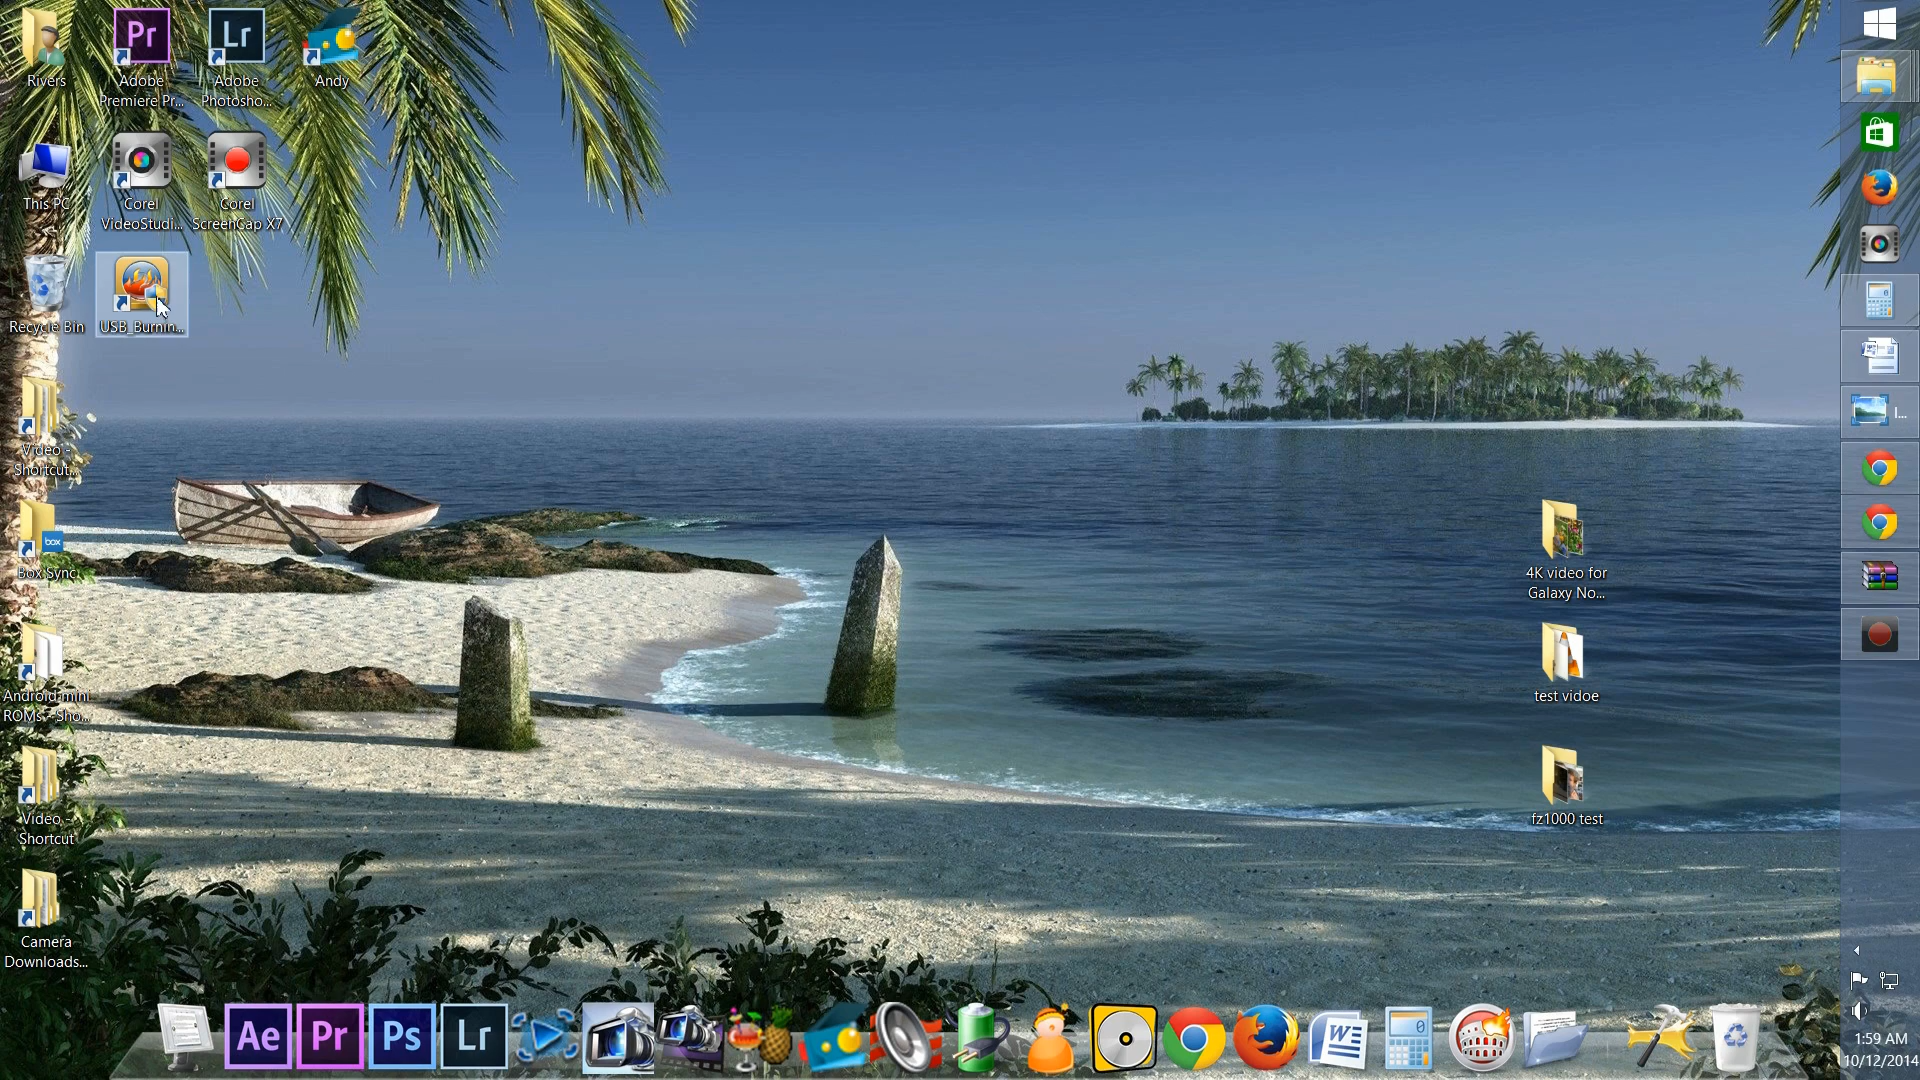 Rivers
Pr
Adobe
Premiere Pr...
Lr
Adobe
Photosho...
Andy
This PC
Corel
VideoStudi...
Corel
ScreenCap X7
Recycle Bin
USB_Burnin...
Video -
Shortcut...
box
Box Sync
Android mini
ROMs - Sho...
Video -
Shortcut
Camera
Downloads...
4K video for
Galaxy No...
test vidoe
fz1000 test
I...
Ae
Pr
Ps
Lr
W
0
1:59 AM
10/12/2014